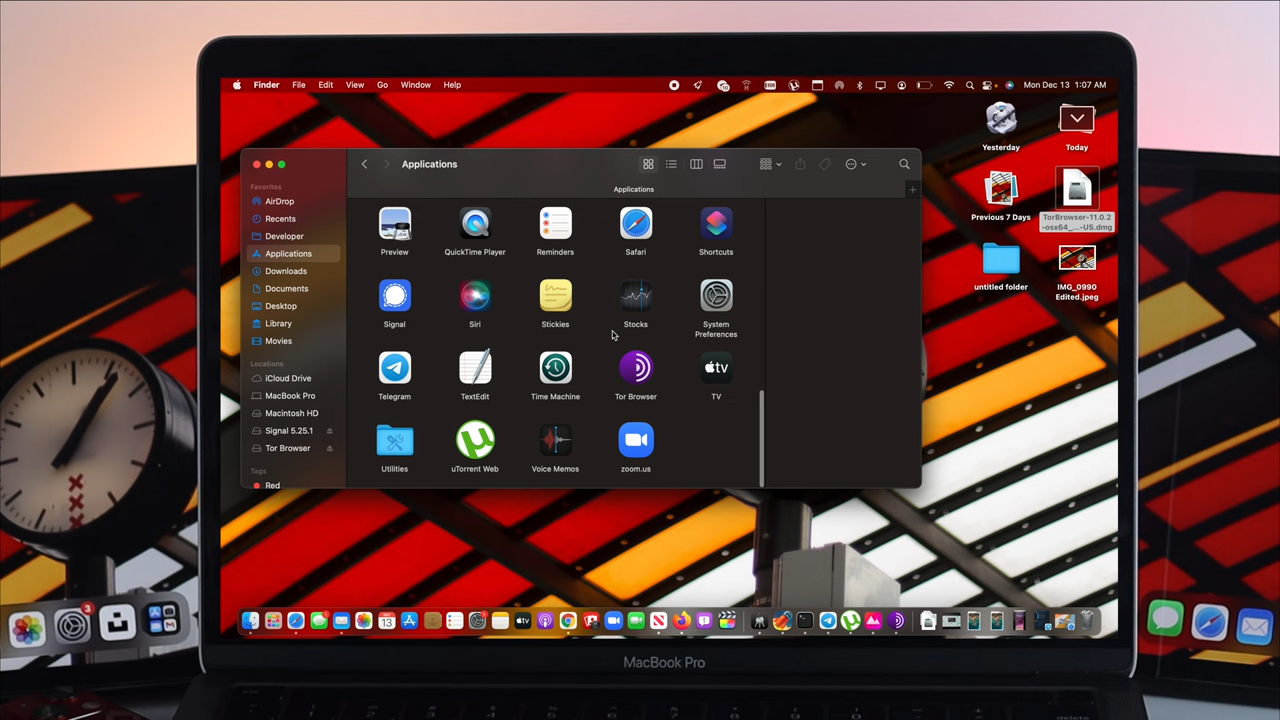 Finder File Edit View Go Window Help
Mon Dec 13 1:07 AM
Applications
Applications
Favorites
AirDrop
Recents
Developer
Applications
Downloads
Documents
Desktop
Library
Movies
Locations
iCloud Drive
MacBook Pro
Macintosh HD
Signal 5.25.1
Tor Browser
Tags
Red
Preview QuickTime Player Reminders Safari Shortcuts
Signal Siri Stickies Stocks System
Preferences
Telegram TextEdit Time Machine Tor Browser TV
Utilities uTorrent Web Voice Memos zoom.us
Yesterday Today
Previous 7 Days TorBrowser-11.0.2
-osx64_...-US.dmg
untitled folder IMG_0990
Edited.jpeg
tv
tv
13
3
MacBook Pro